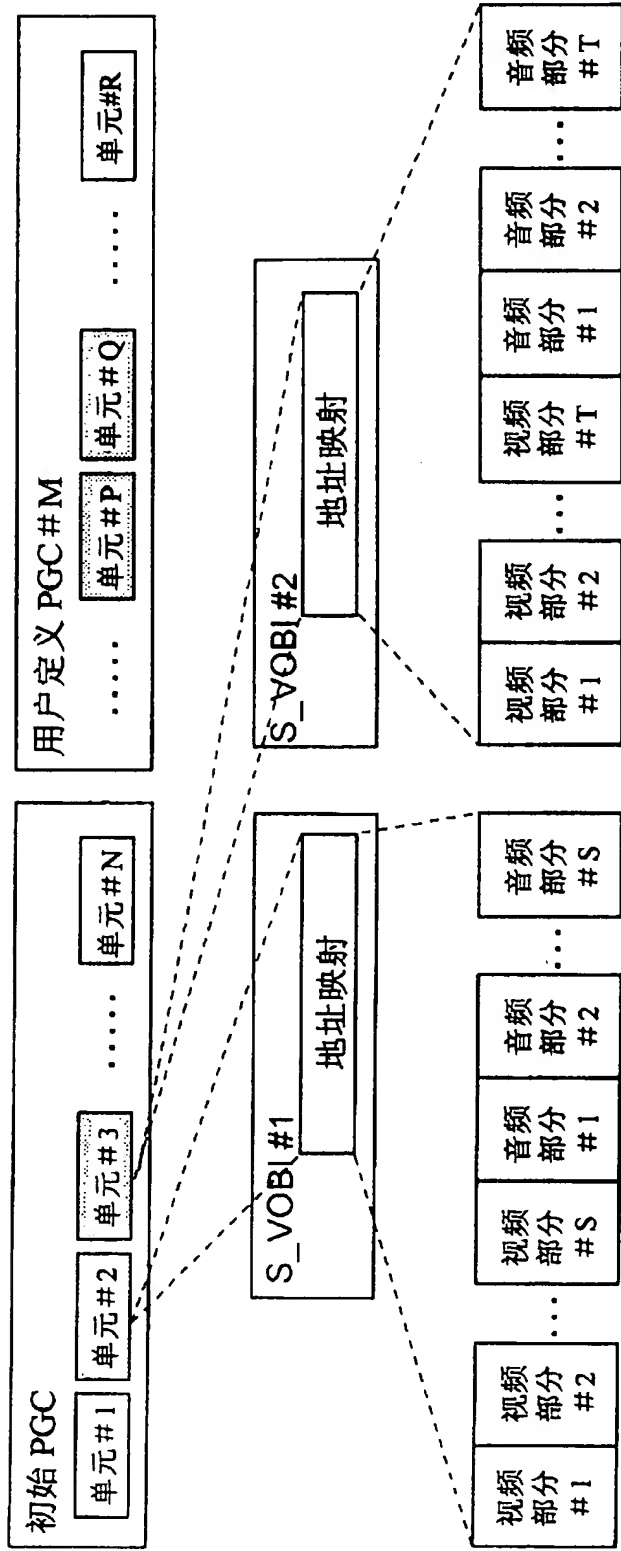 初始 PGC
单元#1
单元#2
单元#3
.....
单元#N
用户定义 PGC#M
.....
单元#P
单元#Q
.....
单元#R
S_VOBI#1
地址映射
S_VOBI#2
地址映射
视频
部分
#1
视频
部分
#2
...
视频
部分
#S
音频
部分
#1
音频
部分
#2
...
音频
部分
#S
视频
部分
#1
视频
部分
#2
...
视频
部分
#T
音频
部分
#1
音频
部分
#2
...
音频
部分
#T